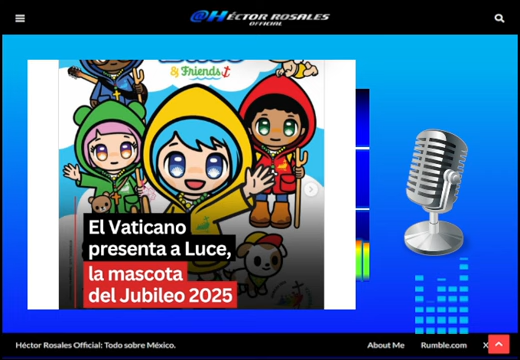 @HÉCTOR ROSALES
OFFICIAL
& Friends
El Vaticano
presenta a Luce,
la mascota
del Jubileo 2025
Héctor Rosales Official: Todo sobre México.
About Me
Rumble.com
X